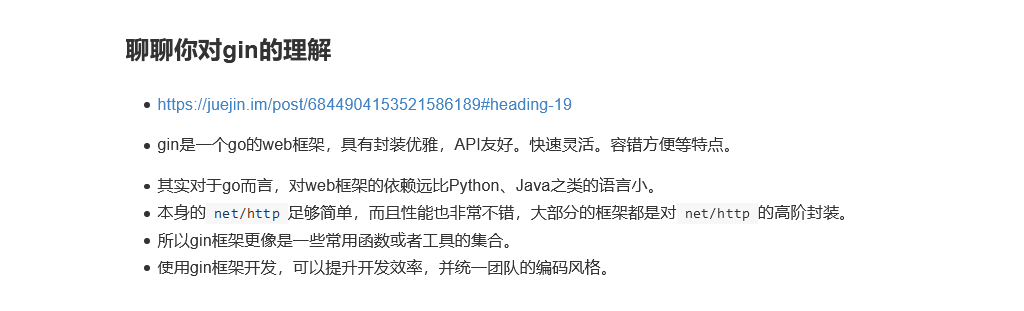 聊聊你对gin的理解
https://juejin.im/post/6844904153521586189#heading-19
gin是一个go的web框架，具有封装优雅，API友好。快速灵活。容错方便等特点。
其实对于go而言，对web框架的依赖远比Python、Java之类的语言小。
本身的 net/http 足够简单，而且性能也非常不错，大部分的框架都是对 net/http 的高阶封装。
所以gin框架更像是一些常用函数或者工具的集合。
使用gin框架开发，可以提升开发效率，并统一团队的编码风格。